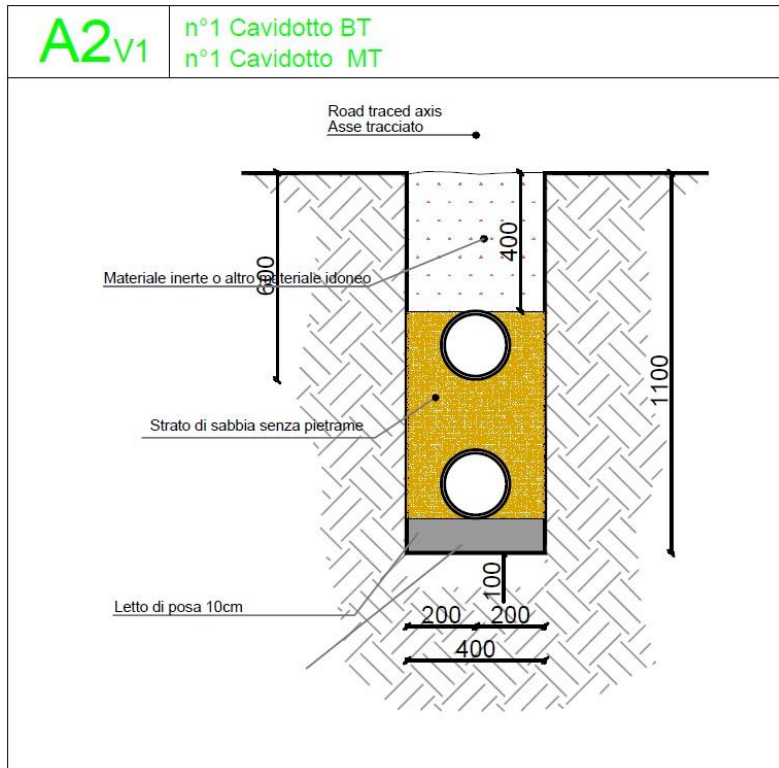 A2V1
n°1 Cavidotto BT
n°1 Cavidotto MT
Road traced axis
Asse tracciato
400
600
Materiale inerte o altro materiale idoneo
1100
Strato di sabbia senza pietrame
100
Letto di posa 10cm
200
200
400